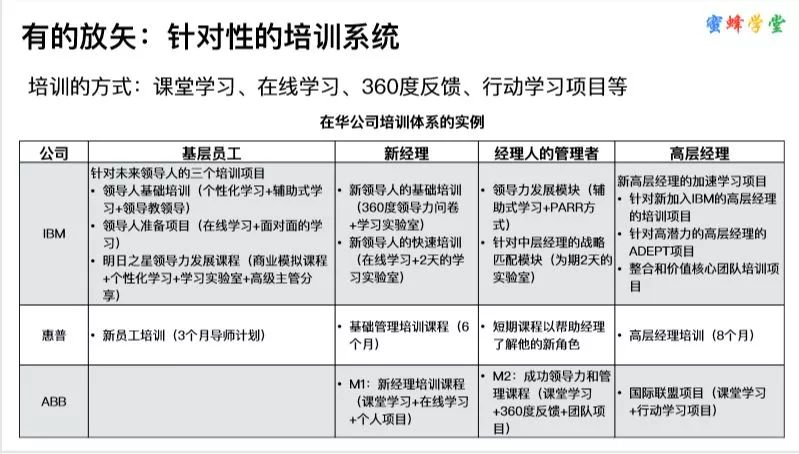 有的放矢：针对性的培训系统
蜜蜂学堂
培训的方式：课堂学习、在线学习、360度反馈、行动学习项目等
在华公司培训体系的实例
公司
基层员工
新经理
经理人的管理者
高层经理
IBM
针对未来领导人的三个培训项目
• 领导人基础培训（个性化学习+辅助式学
习+领导教领导）
• 领导人准备项目（在线学习+面对面的学
习）
• 明日之星领导力发展课程（商业模拟课程
+个性化学习+学习实验室+高级主管分
享）
• 新领导人的基础培训
（360度领导力问卷
+学习实验室）
• 新领导人的快速培训
（在线学习+2天的学
习实验室）
• 领导力发展模块（辅
助式学习+PARR方
式）
• 针对中层经理的战略
匹配模块（为期2天的
实验室）
新高层经理的加速学习项目
• 针对新加入IBM的高层经理
的培训项目
• 针对高潜力的高层经理的
ADEPT项目
• 整合和价值核心团队培训项
目
惠普
• 新员工培训（3个月导师计划）
• 基础管理培训课程（6
个月）
• 短期课程以帮助经理
了解他的新角色
• 高层经理培训（8个月）
ABB
• M1：新经理培训课程
（课堂学习+在线学习
+个人项目）
• M2：成功领导力和管
理课程（课堂学习
+360度反馈+团队项
目）
• 国际联盟项目（课堂学习
+行动学习项目）